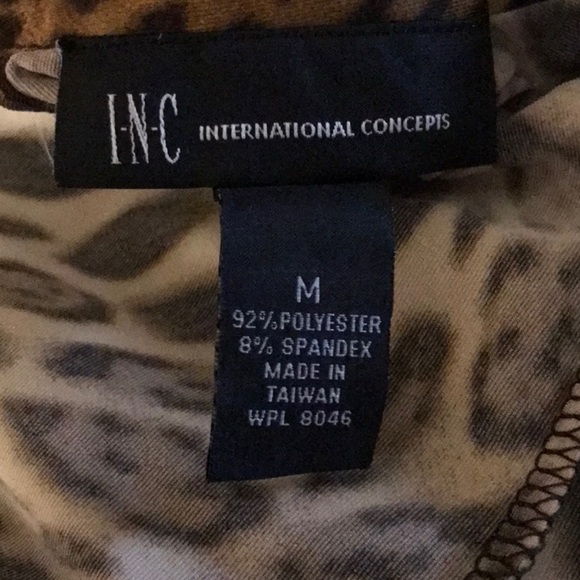 I-N-C INTERNATIONAL CONCEPTS
M
92% POLYESTER
8% SPANDEX
MADE IN
TAIWAN
WPL 8046